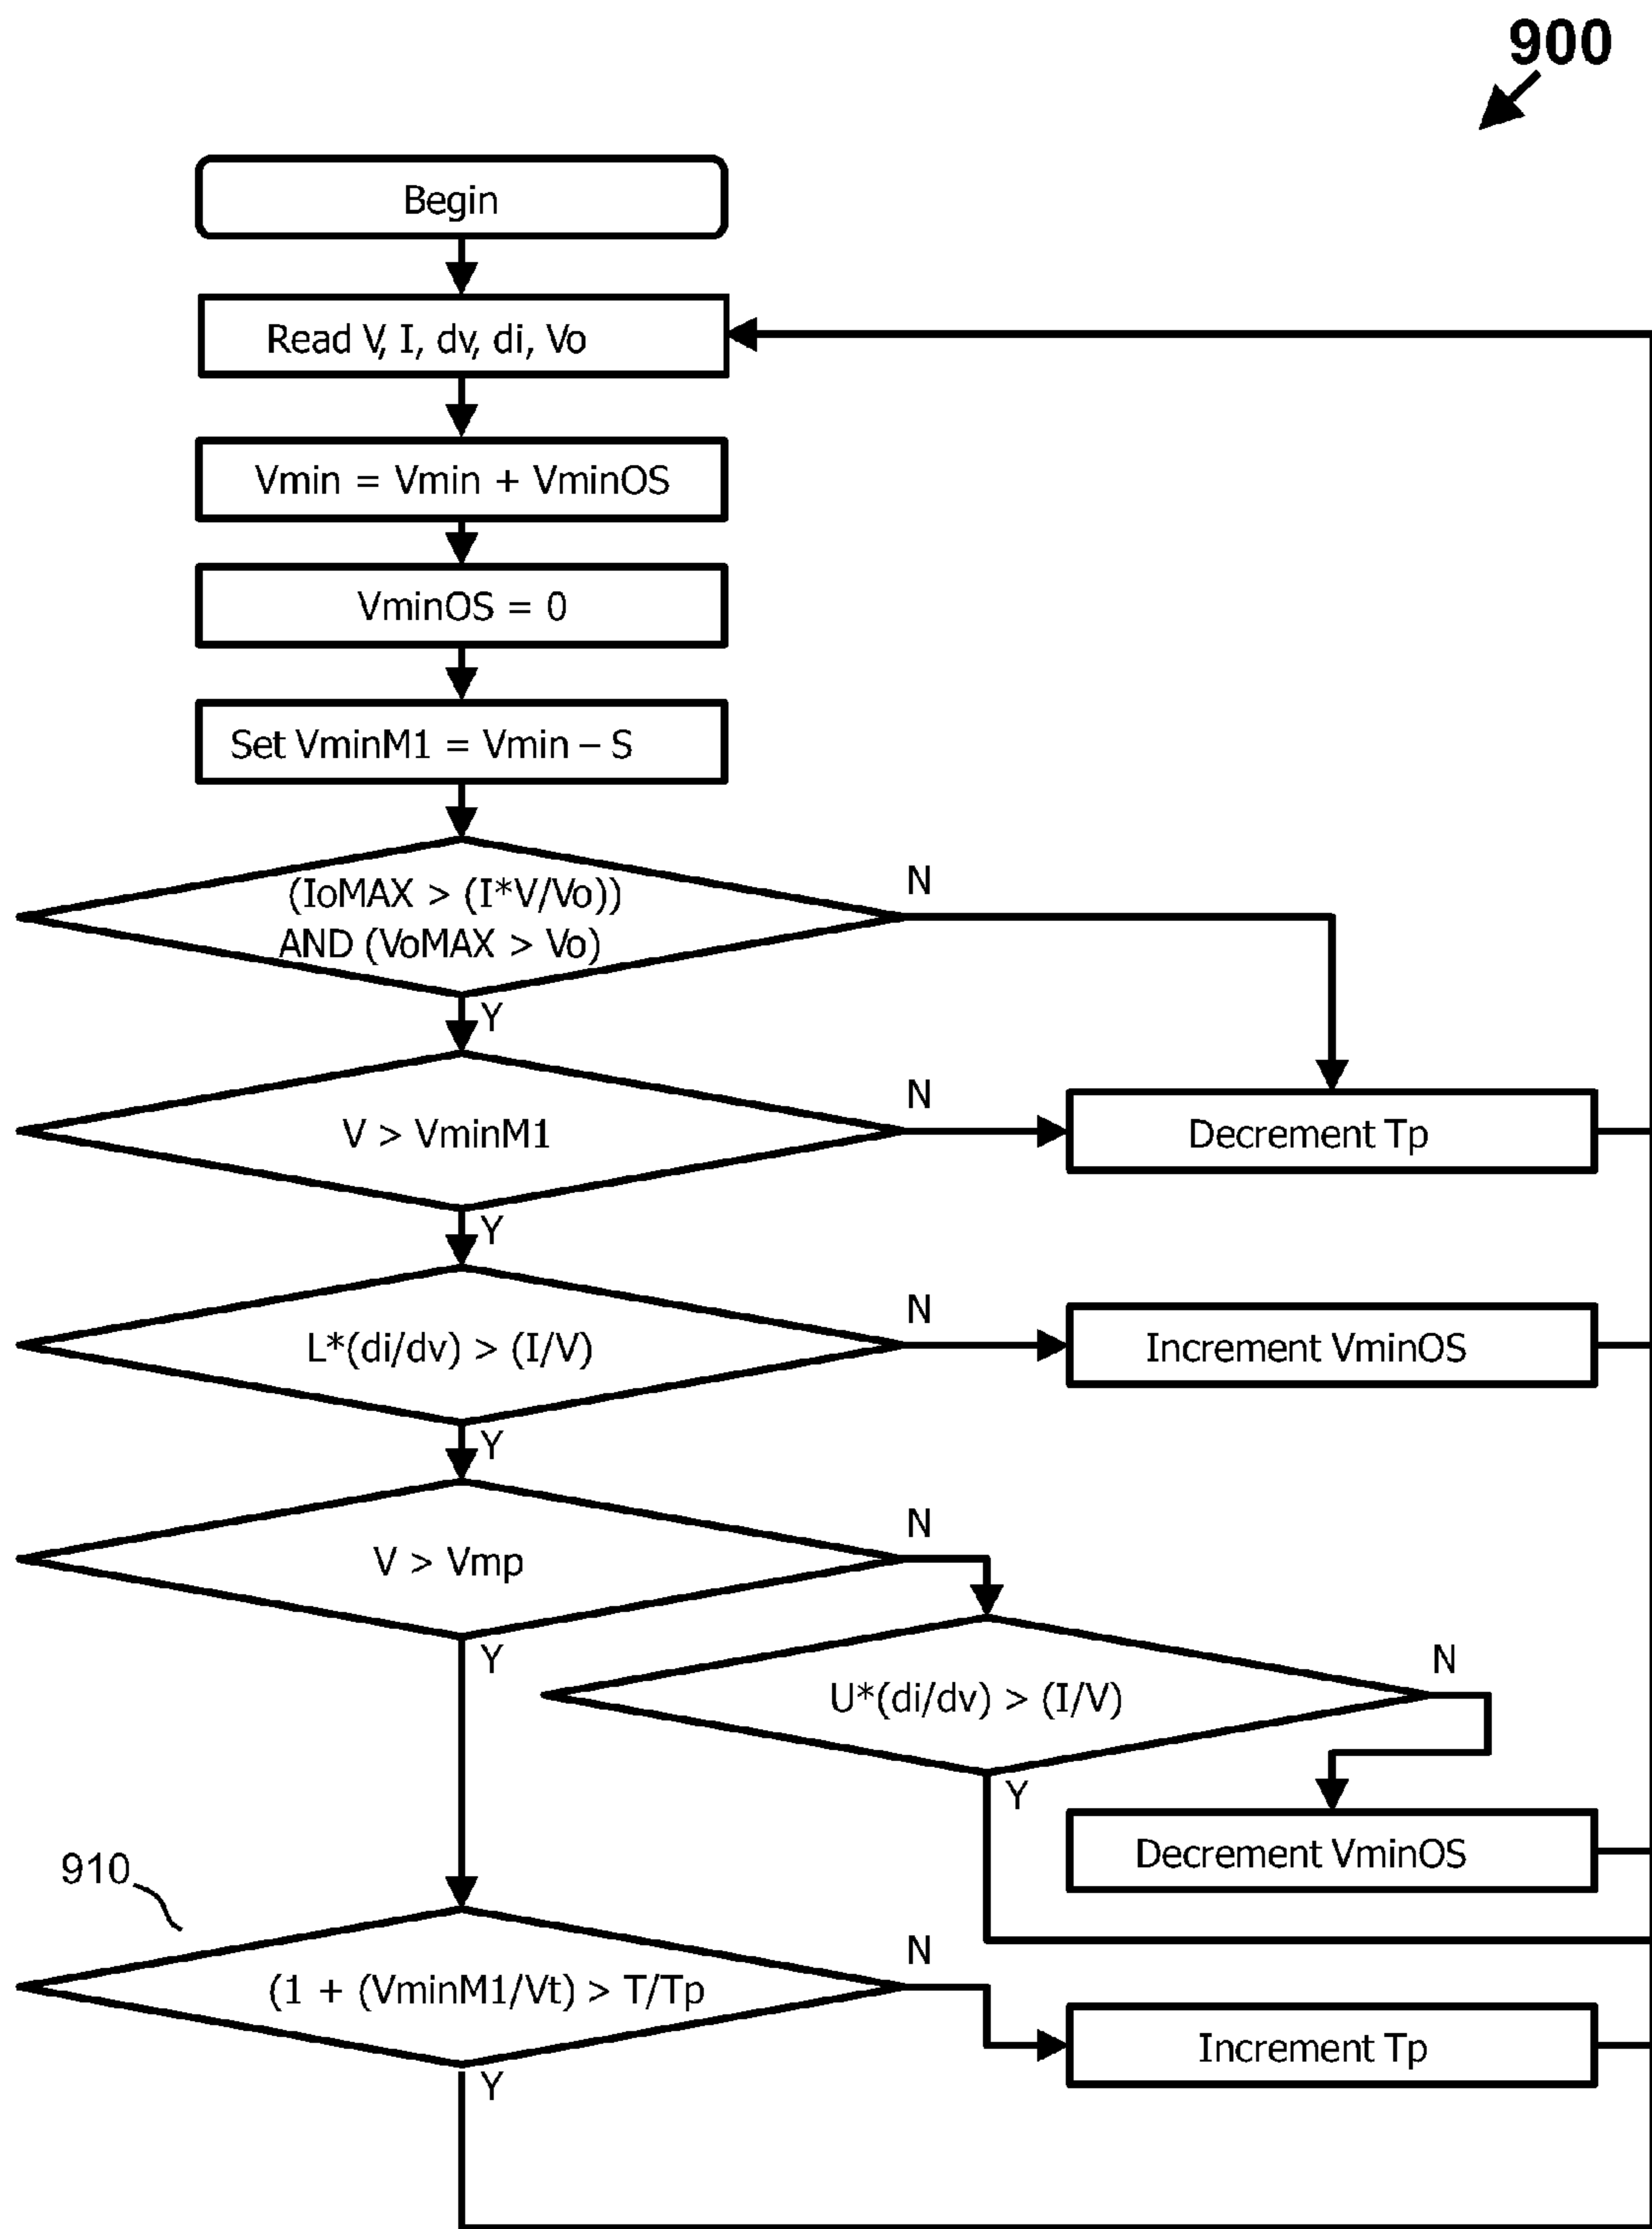 900
Begin
Read V, I, dv, di, Vo
Vmin = Vmin + VminOS
VminOS = 0
Set VminM1 = Vmin – S
(IoMAX > (I*V/Vo))
AND (VoMAX > Vo)
N
Y
V > VminM1
N
Decrement Tp
Y
L*(di/dv) > (I/V)
N
Increment VminOS
Y
V > Vmp
N
Y
U*(di/dv) > (I/V)
N
Y
Decrement VminOS
910
(1 + (VminM1/Vt) > T/Tp
N
Increment Tp
Y